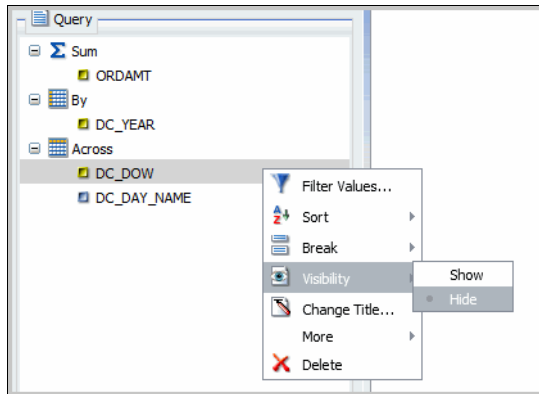 Query
Sum
ORDAMT
By
DC_YEAR
Across
DC_DOW
DC_DAY_NAME
Filter Values...
Sort
Break
Visibility
Show
Hide
Change Title...
More
Delete